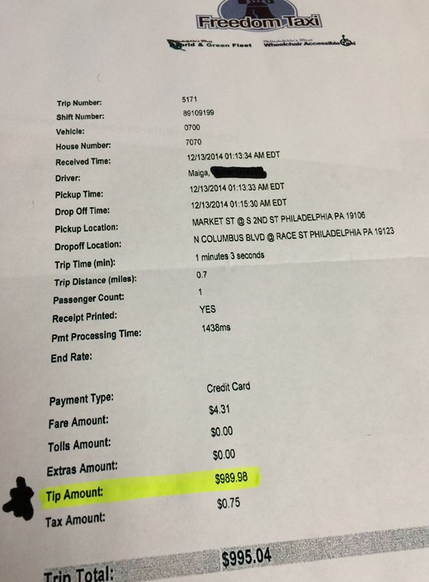 Freedom Taxi
World & Green Fleet Wheelchair Accessible
Trip Number: 5171
Shift Number: 89109199
Vehicle: 0700
House Number: 7070
Received Time: 12/13/2014 01:13:34 AM EDT
Driver: Maiga,
Pickup Time: 12/13/2014 01:13:33 AM EDT
Drop Off Time: 12/13/2014 01:15:30 AM EDT
Pickup Location: MARKET ST @ S 2ND ST PHILADELPHIA PA 19106
Dropoff Location: N COLUMBUS BLVD @ RACE ST PHILADELPHIA PA 19123
Trip Time (min): 1 minutes 3 seconds
Trip Distance (miles): 0.7
Passenger Count: 1
Receipt Printed: YES
Pmt Processing Time: 1438ms
End Rate:
Payment Type: Credit Card
Fare Amount: $4.31
Tolls Amount: $0.00
Extras Amount: $0.00
Tip Amount: $989.98
Tax Amount: $0.75
Trip Total: $995.04